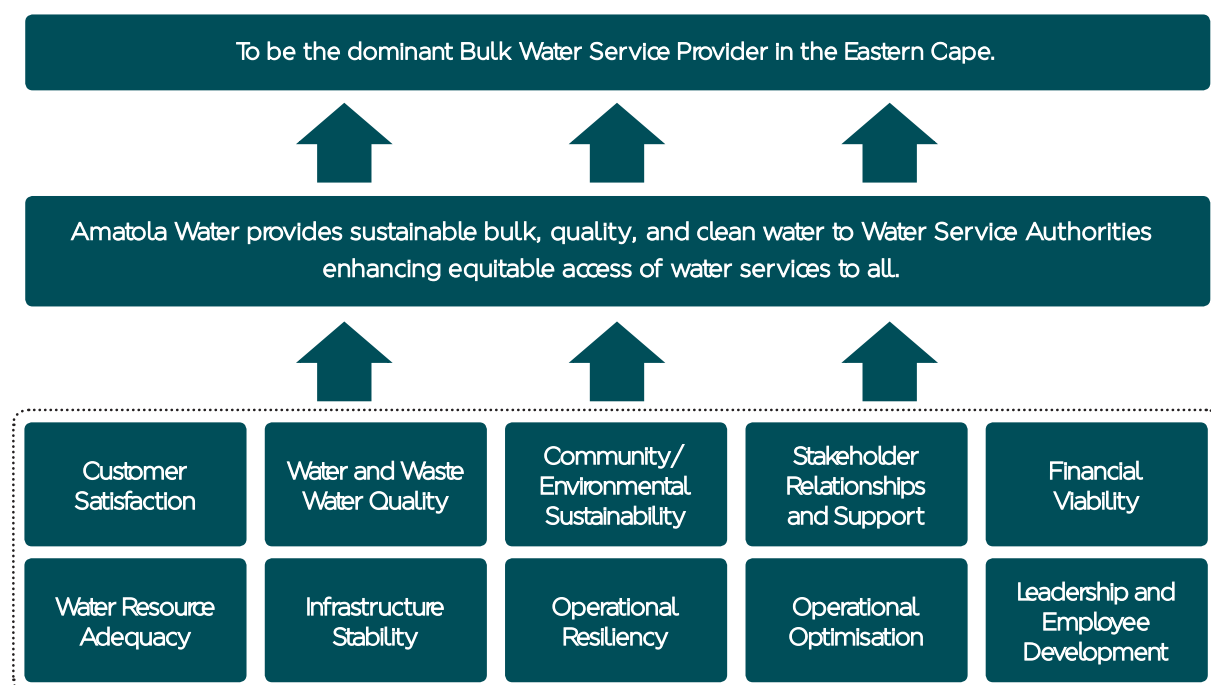 To be the dominant Bulk Water Service Provider in the Eastern Cape.
Amatola Water provides sustainable bulk, quality, and clean water to Water Service Authorities
enhancing equitable access of water services to all.
Customer
Satisfaction
Water and Waste
Water Quality
Community/
Environmental
Sustainability
Stakeholder
Relationships
and Support
Financial
Viability
Water Resource
Adequacy
Infrastructure
Stability
Operational
Resiliency
Operational
Optimisation
Leadership and
Employee
Development